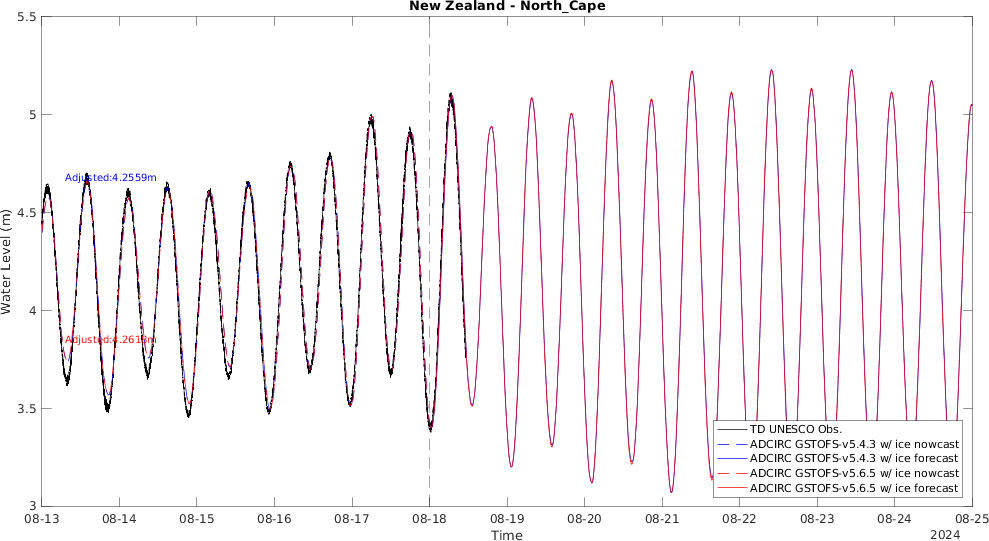 New Zealand - North_Cape
5.5
5
4.5
4
3.5
3
Water Level (m)
Adjusted:4.2559m
Adjusted:4.2613m
TD UNESCO Obs.
ADCIRC GSTOFS-v5.4.3 w/ ice nowcast
ADCIRC GSTOFS-v5.4.3 w/ ice forecast
ADCIRC GSTOFS-v5.6.5 w/ ice nowcast
ADCIRC GSTOFS-v5.6.5 w/ ice forecast
08-13 08-14 08-15 08-16 08-17 08-18 08-19 08-20 08-21 08-22 08-23 08-24 08-25
Time
2024